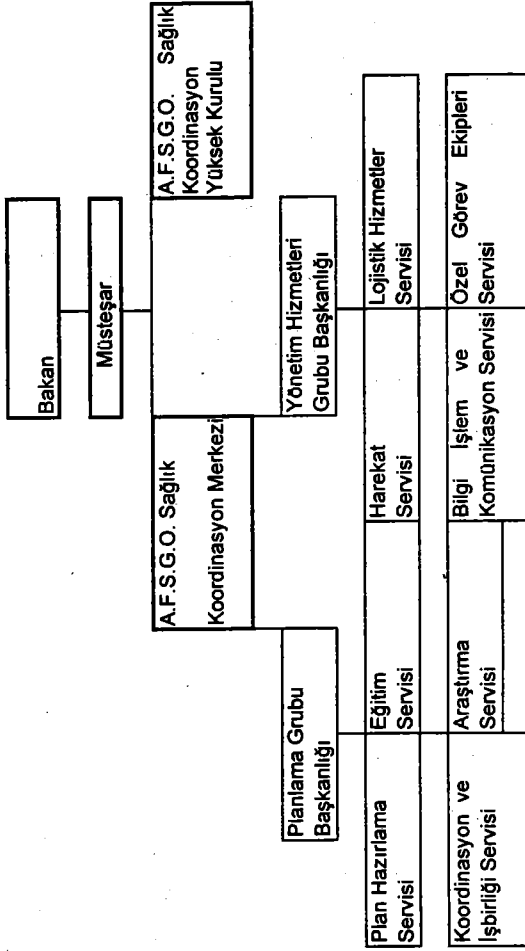 Bakan
Müsteşar
A.F.S.G.O. Sağlık
Koordinasyon Merkezi
A.F.S.G.O. Sağlık
Koordinasyon
Yüksek Kurulu
Planlama Grubu
Başkanlığı
Yönetim Hizmetleri
Grubu Başkanlığı
Plan Hazırlama
Servisi
Eğitim
Servisi
Harekat
Servisi
Lojistik Hizmetler
Servisi
Koordinasyon ve
İşbirliği Servisi
Araştırma
Servisi
Bilgi İşlem ve
Komünikasyon Servisi
Özel Görev Ekipleri
Servisi